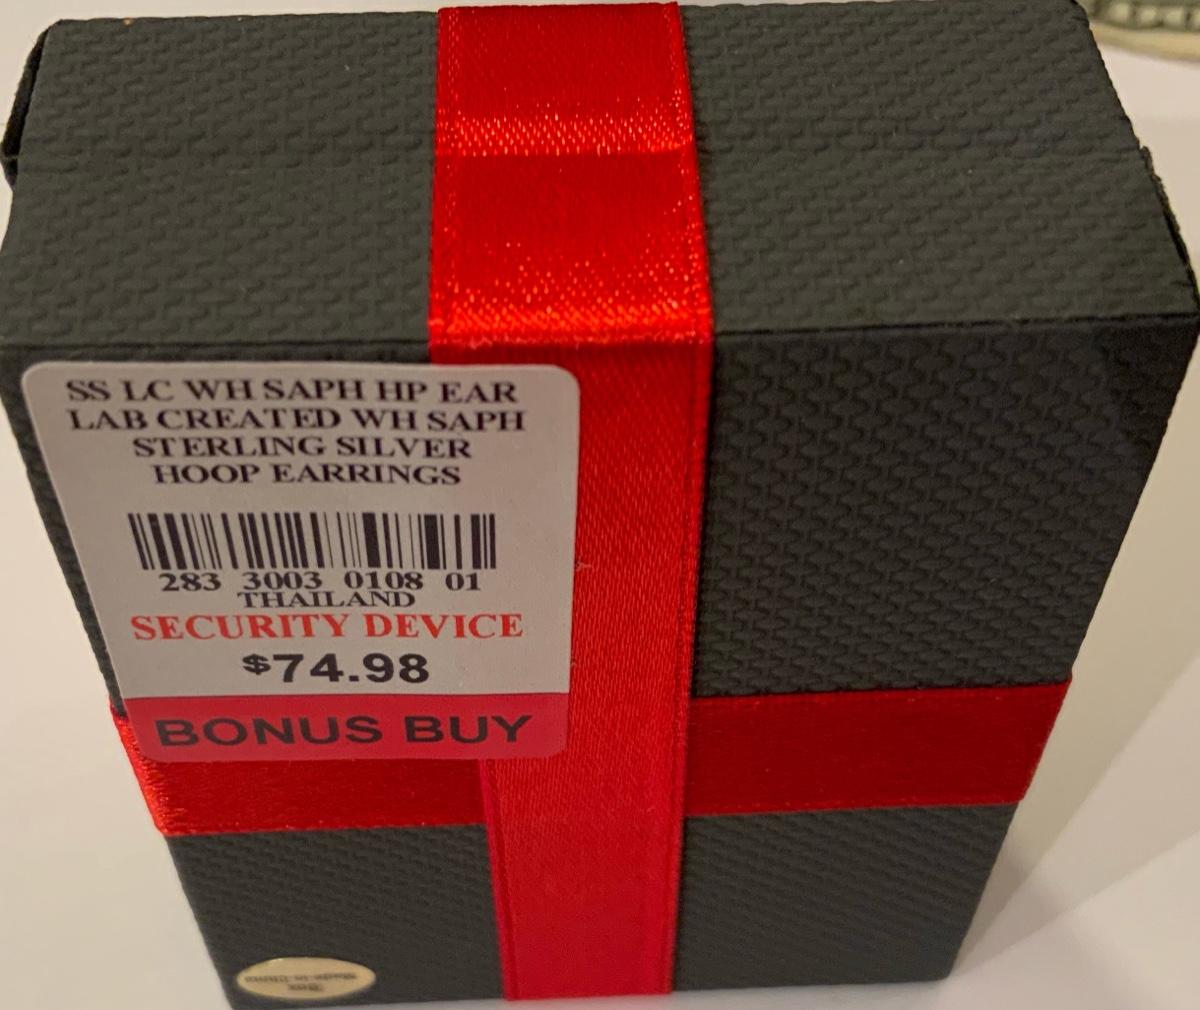 SS LC WH SAPH HP EAR
LAB CREATED WH SAPH
STERLING SILVER
HOOP EARRINGS
283 3003 0108 01
THAILAND
SECURITY DEVICE
$74.98
BONUS BUY